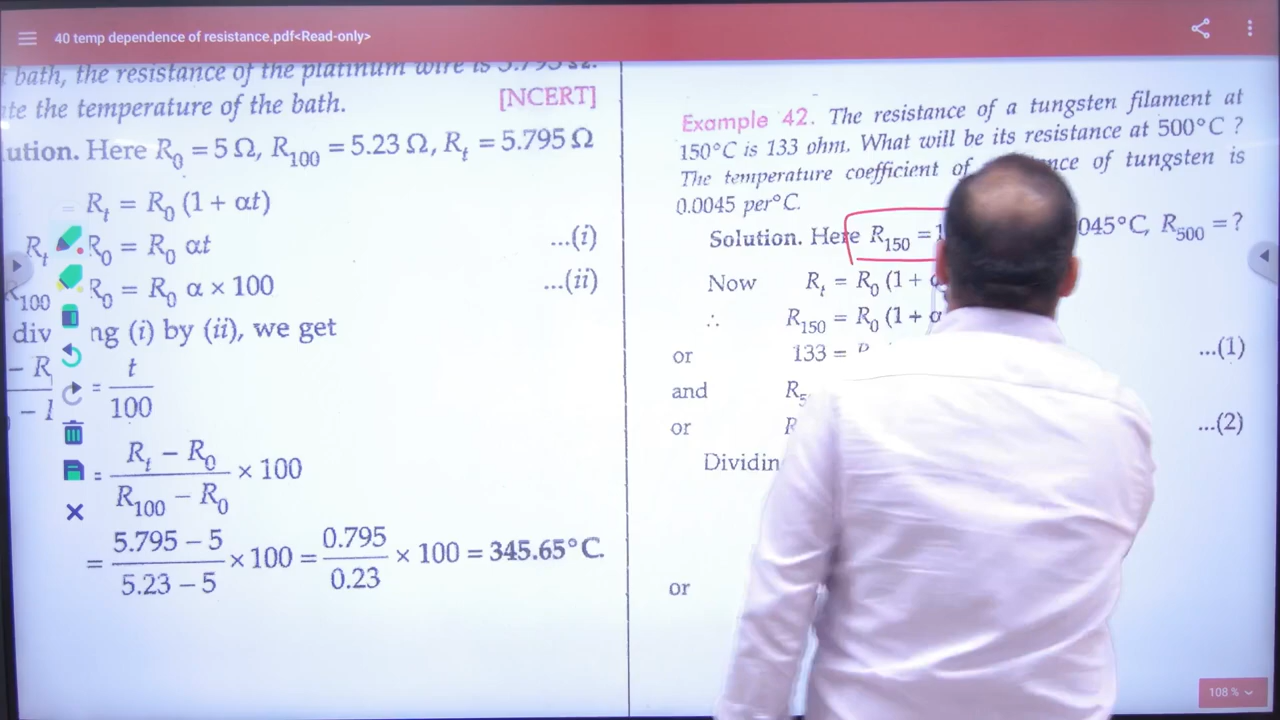 40 temp dependence of resistance.pdf<Read-only>
bath, the resistance of the platinum wire is 5.795 Ω.
te the temperature of the bath. [NCERT]
ution. Here R₀ = 5 Ω, R₁₀₀ = 5.23 Ω, Rₜ = 5.795 Ω
Rₜ = R₀ (1 + αt)
Rₜ R₀ = R₀ αt ...(i)
R₁₀₀ R₀ = R₀ α × 100 ...(ii)
div ng (i) by (ii), we get
– R = t
– 1 100
= Rₜ – R₀ × 100
R₁₀₀ – R₀
= 5.795 – 5 × 100 = 0.795 × 100 = 345.65°C.
5.23 – 5 0.23
Example 42. The resistance of a tungsten filament at
150°C is 133 ohm. What will be its resistance at 500°C ?
The temperature coefficient of nce of tungsten is
0.0045 per°C.
Solution. Here R₁₅₀ = 1 045°C, R₅₀₀ = ?
Now Rₜ = R₀ (1 +
∴ R₁₅₀ = R₀ (1 + α
or 133 = ...(1)
and R₅
or R ...(2)
Dividin
or
108 %